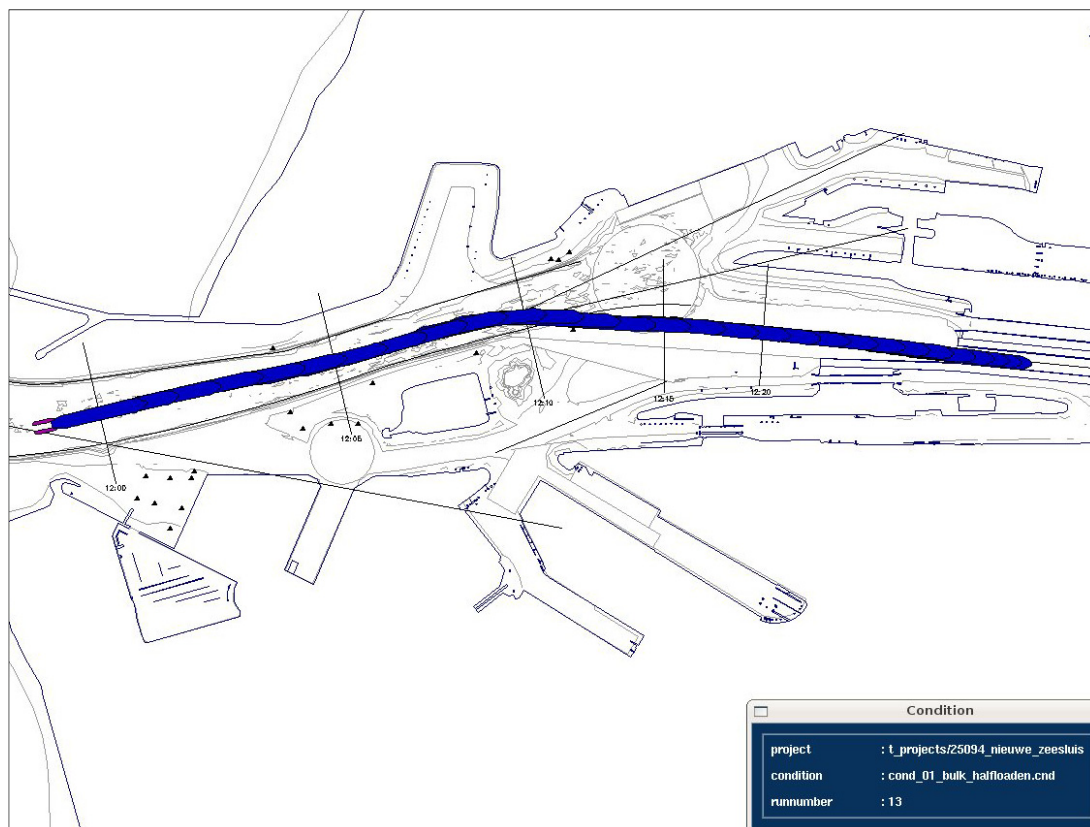 12:10
12:15
12:20
12:05
12:00
Condition
project : t_projects/25094_nieuwe_zeesluis
condition : cond_01_bulk_halfloaden.cnd
runnumber : 13